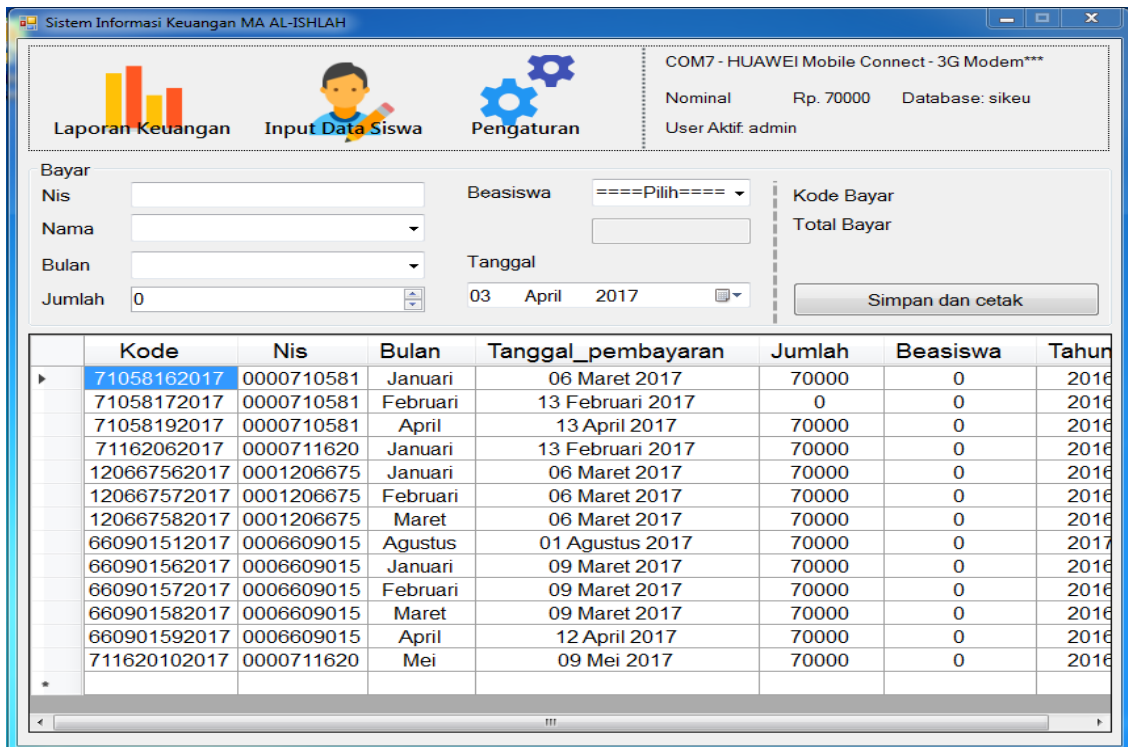 Sistem Informasi Keuangan MA AL-ISHLAH
Laporan Keuangan Input Data Siswa Pengaturan
COM7 - HUAWEI Mobile Connect - 3G Modem***
Nominal Rp. 70000 Database: sikeu
User Aktif: admin
Bayar
Nis
Nama
Bulan
Jumlah 0
Beasiswa ====Pilih====
Tanggal
03 April 2017
Kode Bayar
Total Bayar
Simpan dan cetak
Kode Nis Bulan Tanggal_pembayaran Jumlah Beasiswa Tahun
71058162017 0000710581 Januari 06 Maret 2017 70000 0 2016
71058172017 0000710581 Februari 13 Februari 2017 0 0 2016
71058192017 0000710581 April 13 April 2017 70000 0 2016
71162062017 0000711620 Januari 13 Februari 2017 70000 0 2016
120667562017 0001206675 Januari 06 Maret 2017 70000 0 2016
120667572017 0001206675 Februari 06 Maret 2017 70000 0 2016
120667582017 0001206675 Maret 06 Maret 2017 70000 0 2016
660901512017 0006609015 Agustus 01 Agustus 2017 70000 0 2017
660901562017 0006609015 Januari 09 Maret 2017 70000 0 2016
660901572017 0006609015 Februari 09 Maret 2017 70000 0 2016
660901582017 0006609015 Maret 09 Maret 2017 70000 0 2016
660901592017 0006609015 April 12 April 2017 70000 0 2016
711620102017 0000711620 Mei 09 Mei 2017 70000 0 2016